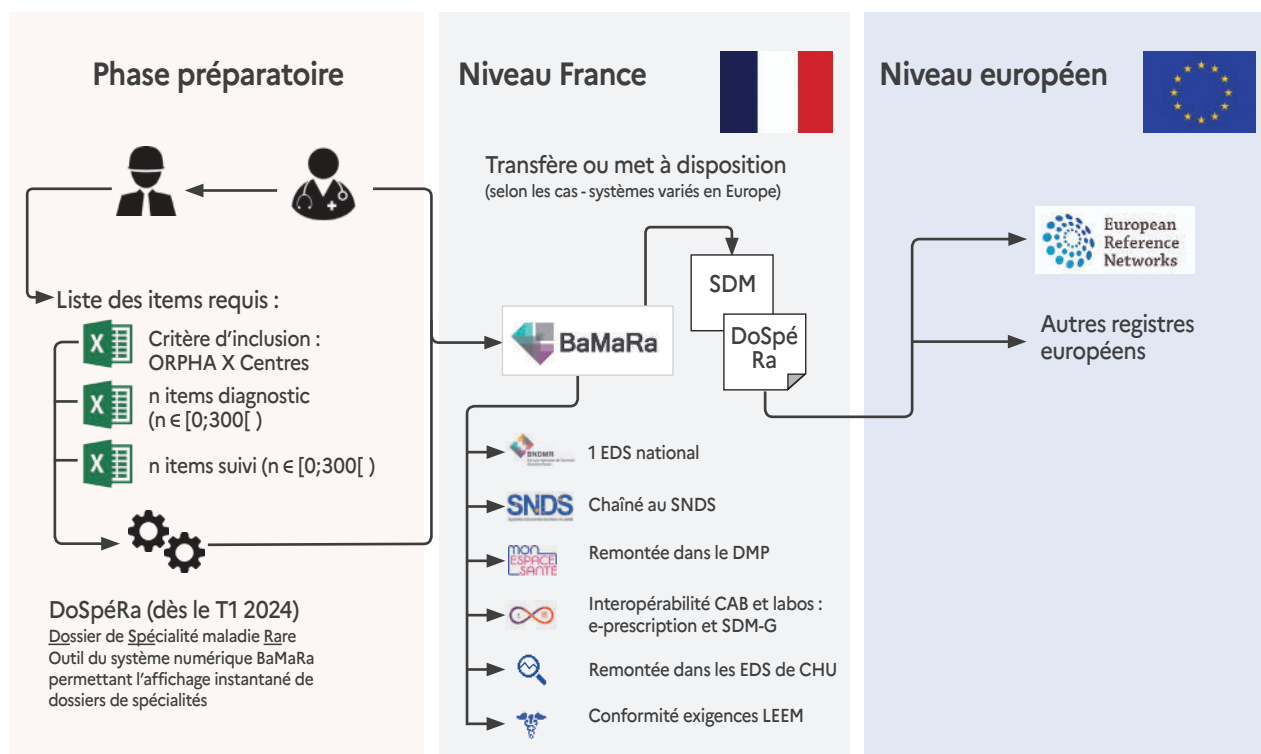 Phase préparatoire
Liste des items requis :
X
Critère d'inclusion :
ORPHA X Centres
X
n items diagnostic
(n ∈ [0;300[ )
X
n items suivi (n ∈ [0;300[ )
DoSpéRa (dès le T1 2024)
Dossier de Spécialité maladie Rare
Outil du système numérique BaMaRa
permettant l'affichage instantané de
dossiers de spécialités
Niveau France
Transfère ou met à disposition
(selon les cas - systèmes variés en Europe)
BaMaRa
SDM
DoSpé
Ra
BNDMR
1 EDS national
SNDS
Chaîné au SNDS
MON
ESPACE
SANTÉ
Remontée dans le DMP
Interopérabilité CAB et labos :
e-prescription et SDM-G
Remontée dans les EDS de CHU
Conformité exigences LEEM
Niveau européen
European
Reference
Networks
Autres registres
européens